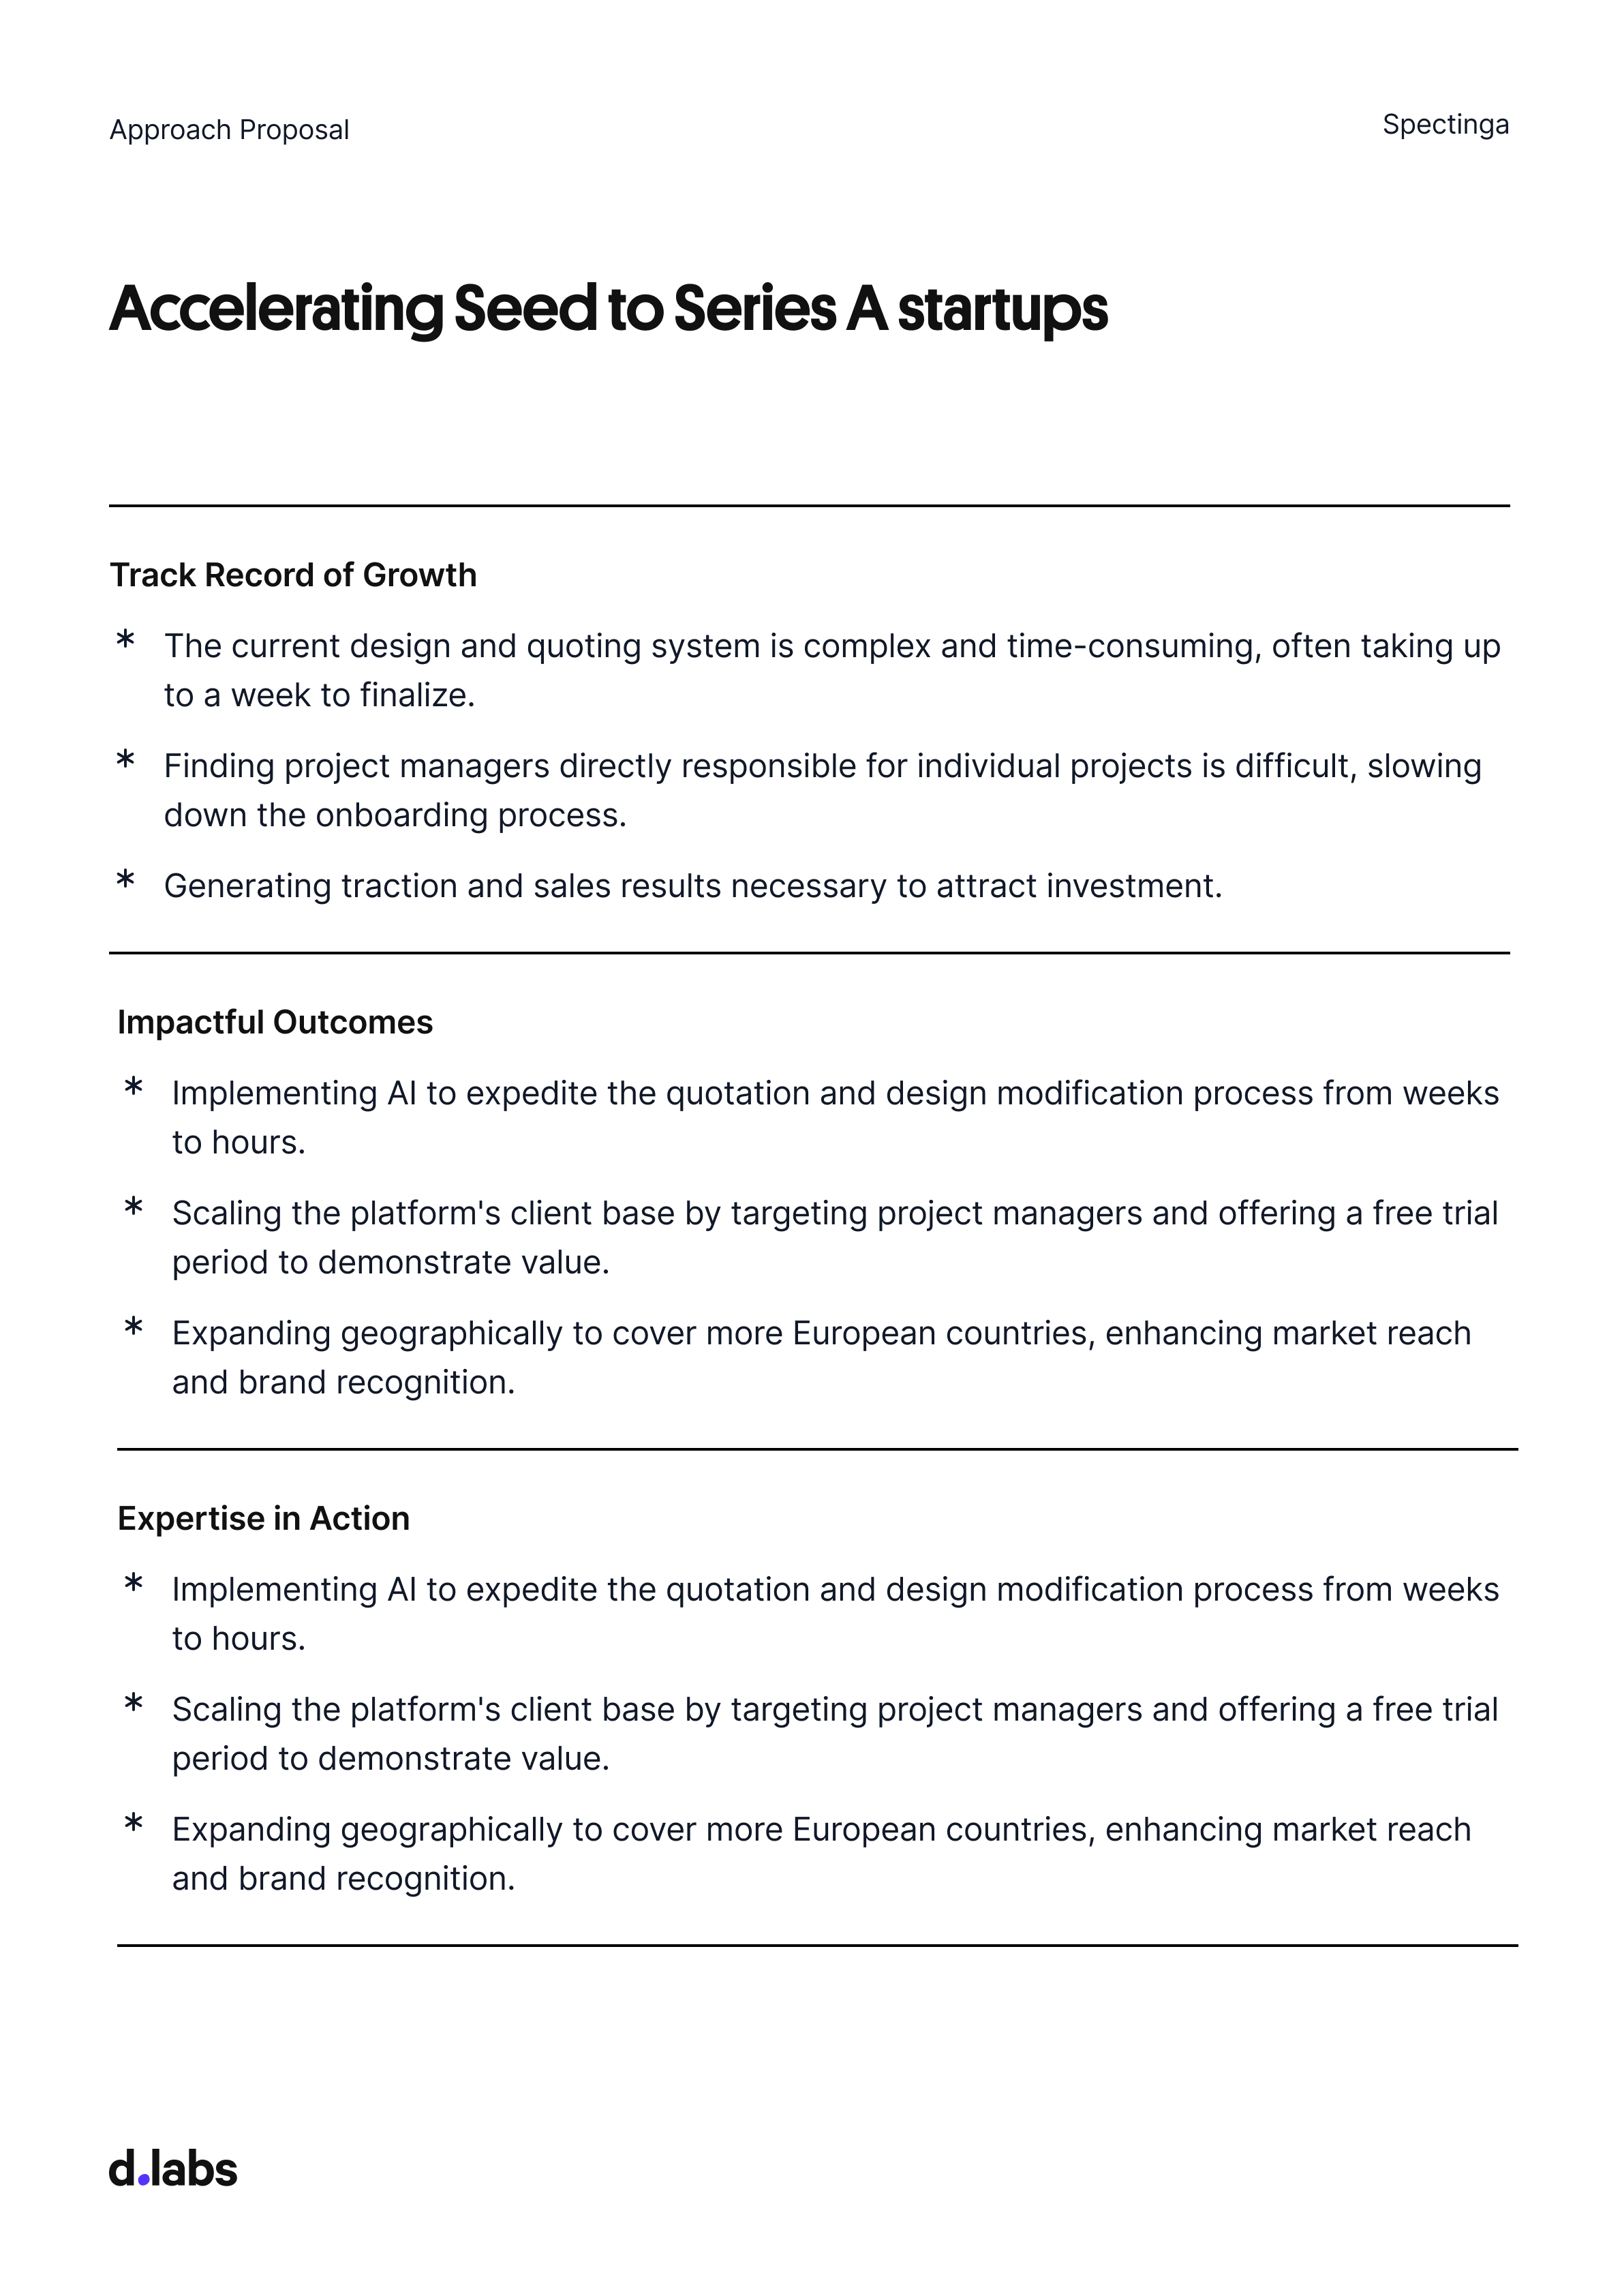 Approach Proposal
Spectinga
Accelerating Seed to Series A startups
Track Record of Growth
* The current design and quoting system is complex and time-consuming, often taking up
to a week to finalize.
* Finding project managers directly responsible for individual projects is difficult, slowing
down the onboarding process.
* Generating traction and sales results necessary to attract investment.
Impactful Outcomes
* Implementing AI to expedite the quotation and design modification process from weeks
to hours.
* Scaling the platform's client base by targeting project managers and offering a free trial
period to demonstrate value.
* Expanding geographically to cover more European countries, enhancing market reach
and brand recognition.
Expertise in Action
* Implementing AI to expedite the quotation and design modification process from weeks
to hours.
* Scaling the platform's client base by targeting project managers and offering a free trial
period to demonstrate value.
* Expanding geographically to cover more European countries, enhancing market reach
and brand recognition.
d.labs